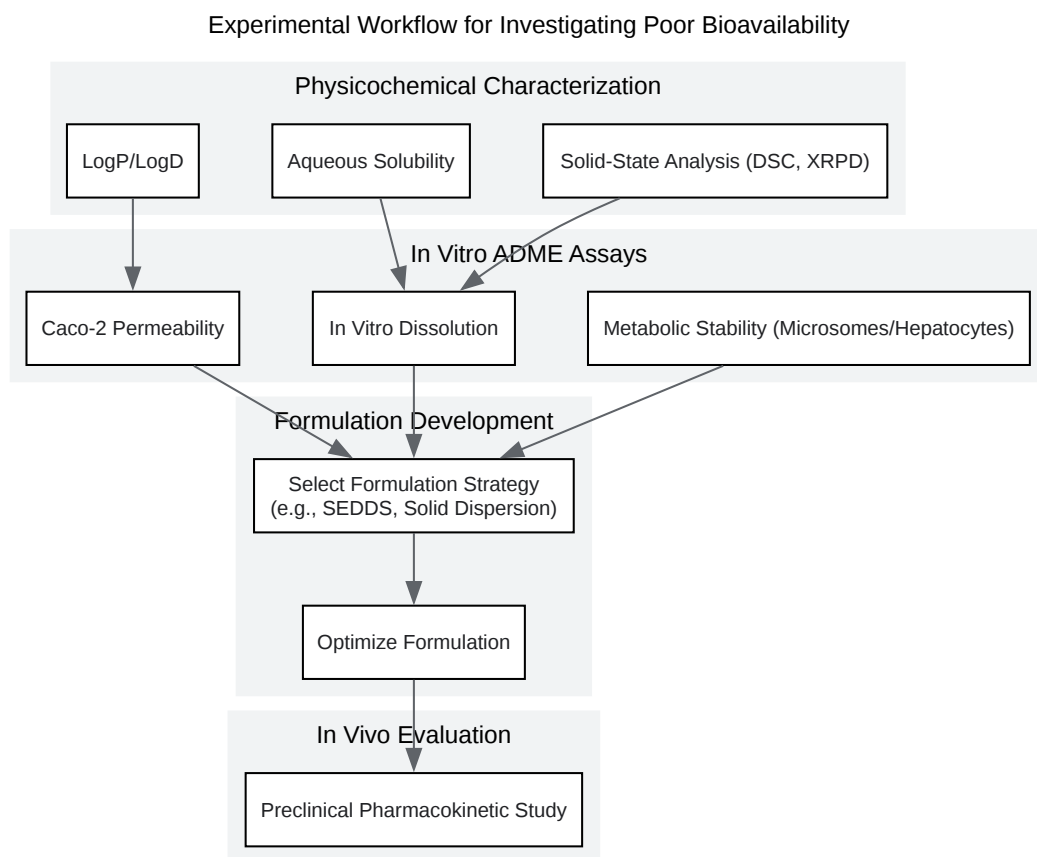 Experimental Workflow for Investigating Poor Bioavailability
Physicochemical Characterization
LogP/LogD
Aqueous Solubility
Solid-State Analysis (DSC, XRPD)
In Vitro ADME Assays
Caco-2 Permeability
In Vitro Dissolution
Metabolic Stability (Microsomes/Hepatocytes)
Formulation Development
Select Formulation Strategy
(e.g., SEDDS, Solid Dispersion)
Optimize Formulation
In Vivo Evaluation
Preclinical Pharmacokinetic Study